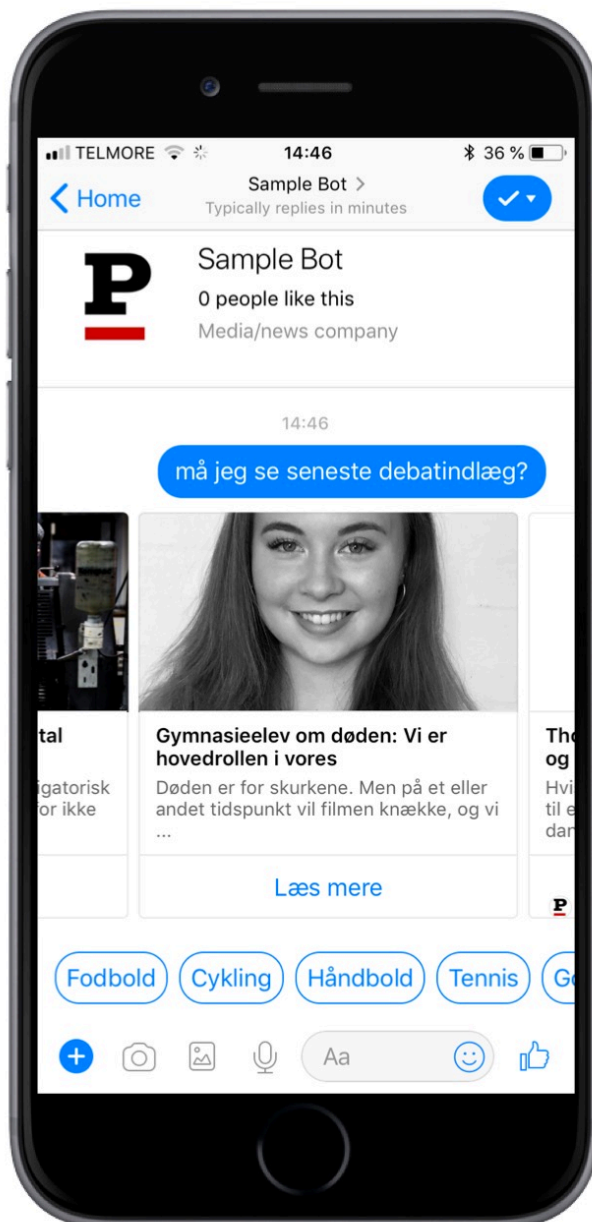 TELMORE 14:46 36 %
Home
Sample Bot >
Typically replies in minutes
P
Sample Bot
0 people like this
Media/news company
14:46
må jeg se seneste debatindlæg?
tal
igatorisk
for ikke
Gymnasieelev om døden: Vi er
hovedrollen i vores
Døden er for skurkene. Men på et eller
andet tidspunkt vil filmen knække, og vi
...
Læs mere
og
til e
dan
P
Fodbold Cykling Håndbold Tennis
Aa